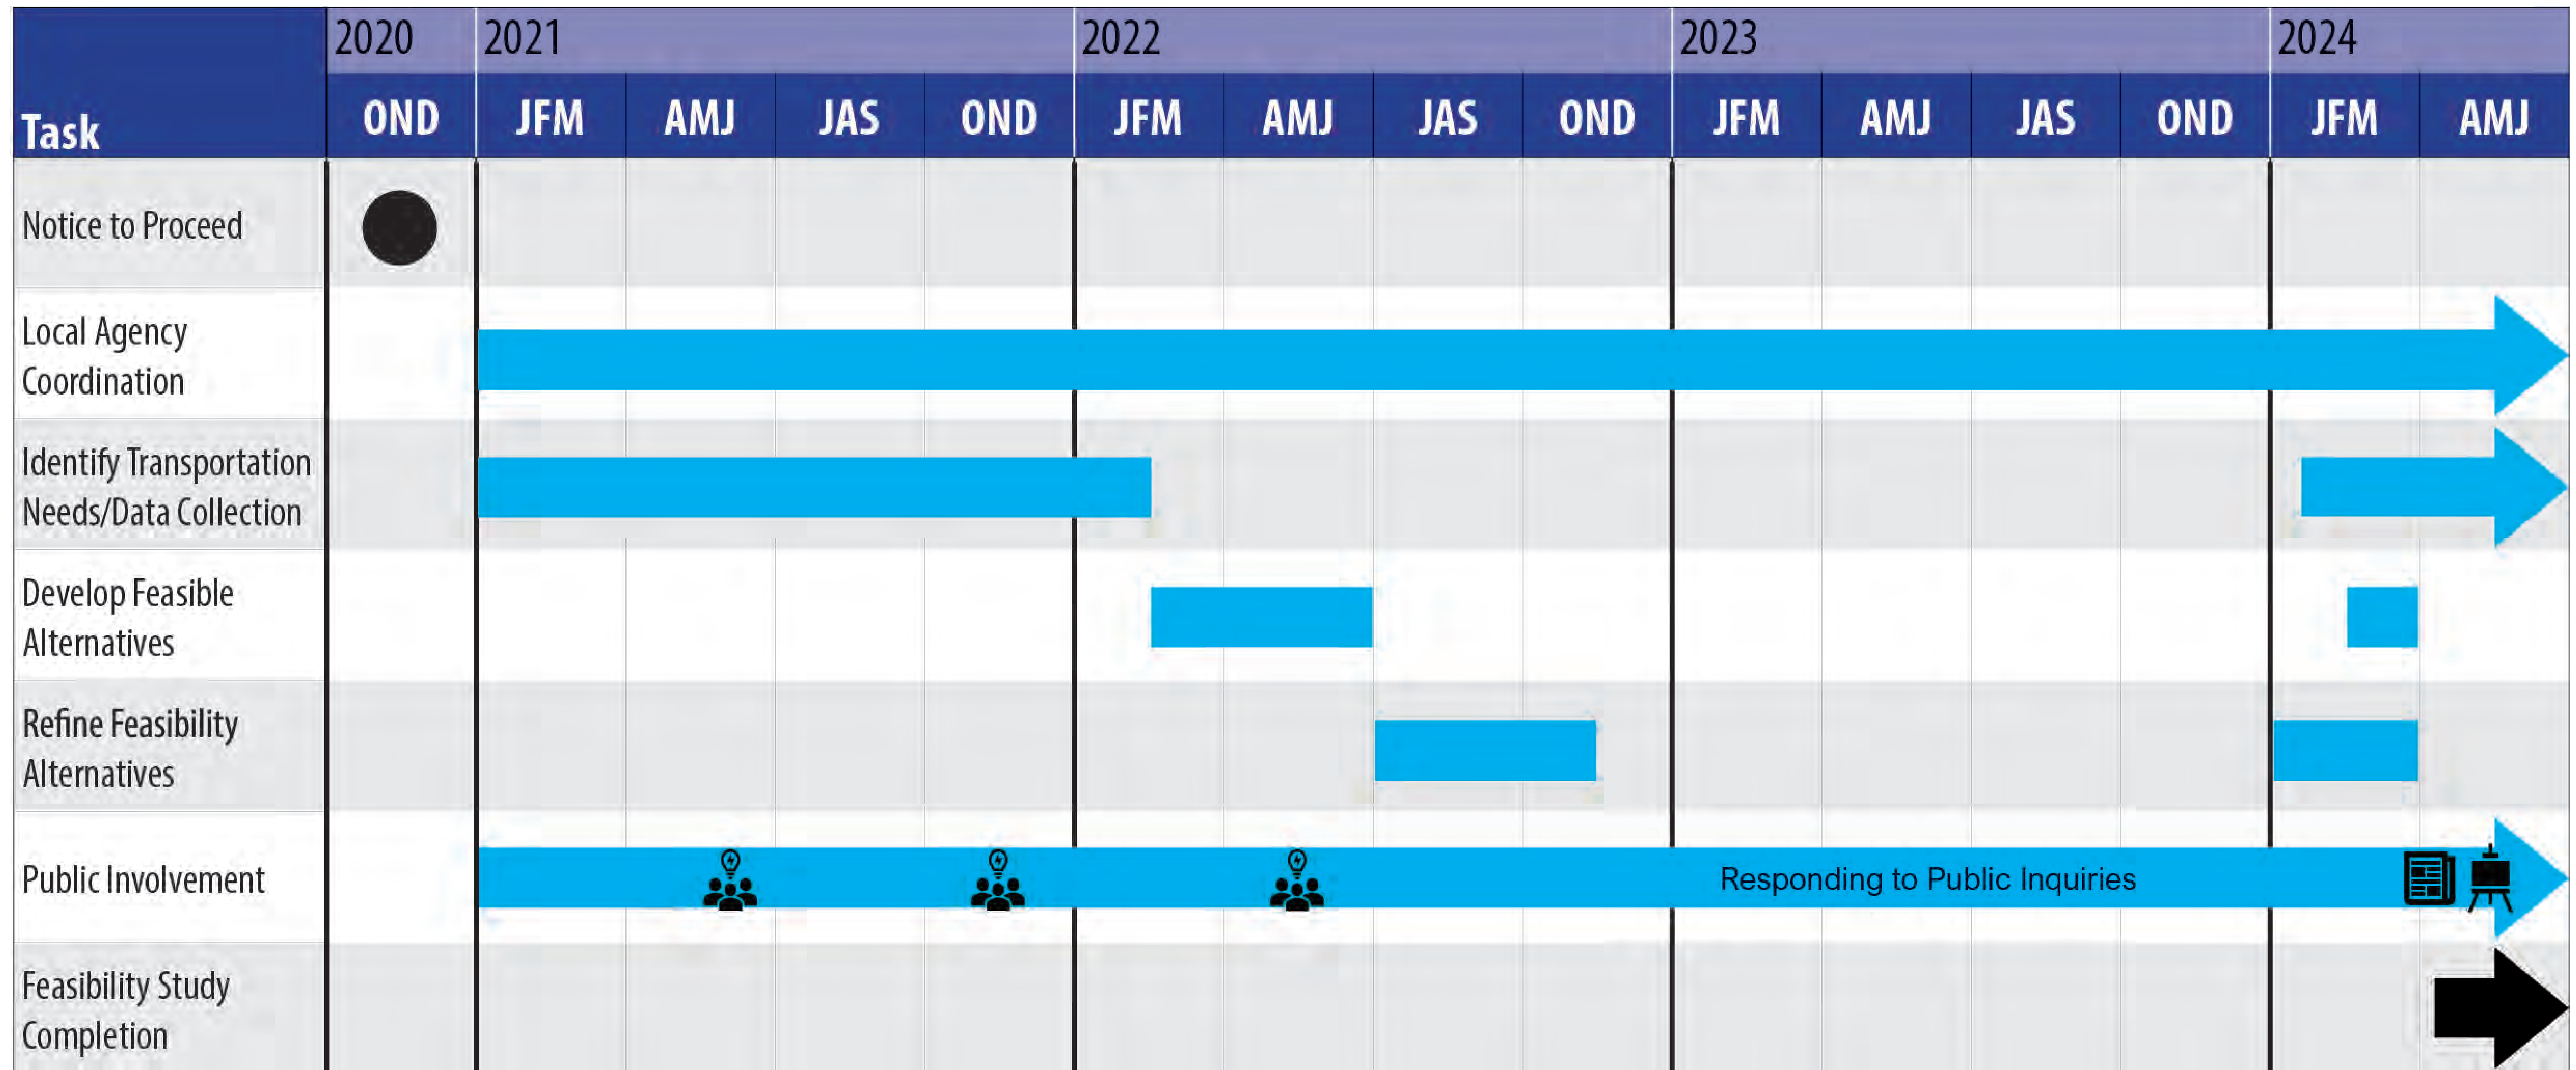 2020 2021 2022 2023 2024
Task OND JFM AMJ JAS OND JFM AMJ JAS OND JFM AMJ JAS OND JFM AMJ
Notice to Proceed
Local Agency
Coordination
Identify Transportation
Needs/Data Collection
Develop Feasible
Alternatives
Refine Feasibility
Alternatives
Public Involvement
Responding to Public Inquiries
Feasibility Study
Completion